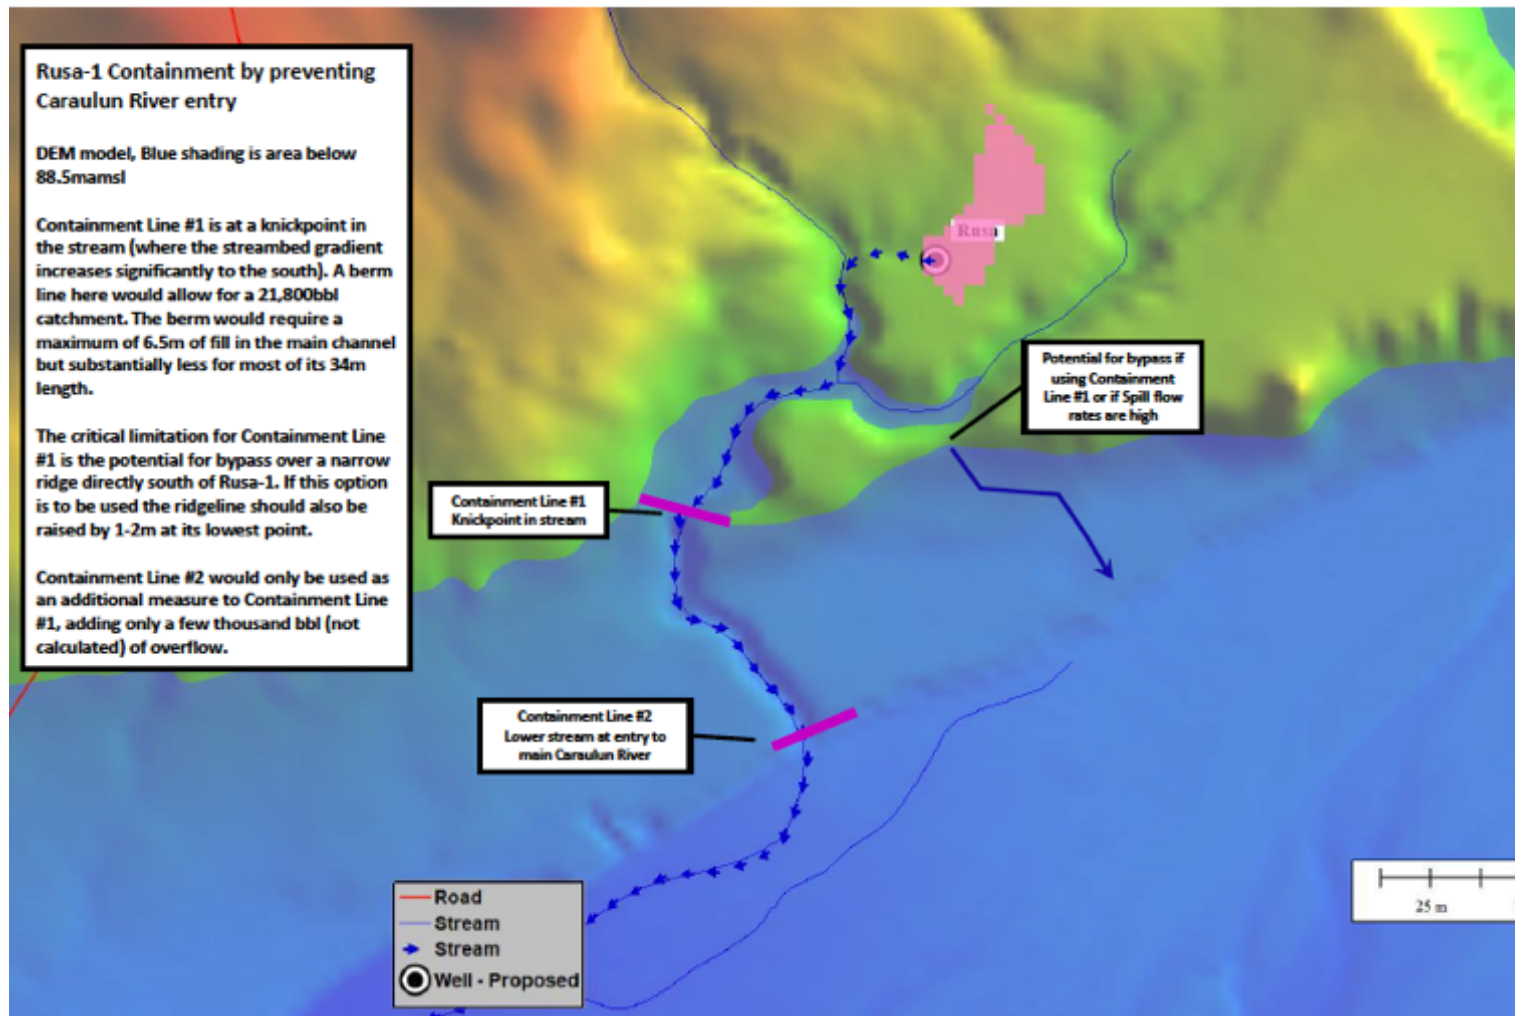 Rusa-1 Containment by preventing
Caraulun River entry
DEM model, Blue shading is area below
88.5mamsl
Containment Line #1 is at a knickpoint in
the stream (where the streambed gradient
increases significantly to the south). A berm
line here would allow for a 21,800bbl
catchment. The berm would require a
maximum of 6.5m of fill in the main channel
but substantially less for most of its 34m
length.
The critical limitation for Containment Line
#1 is the potential for bypass over a narrow
ridge directly south of Rusa-1. If this option
is to be used the ridgeline should also be
raised by 1-2m at its lowest point.
Containment Line #2 would only be used as
an additional measure to Containment Line
#1, adding only a few thousand bbl (not
calculated) of overflow.
Rusa
Potential for bypass if
using Containment
Line #1 or if Spill flow
rates are high
Containment Line #1
Knickpoint in stream
Containment Line #2
Lower stream at entry to
main Caraulun River
Road
Stream
Stream
Well - Proposed
25 m